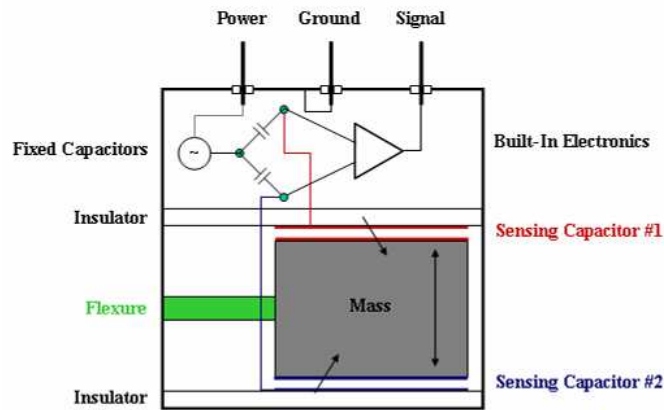 Power Ground Signal
Fixed Capacitors
~
Built-In Electronics
Insulator
Sensing Capacitor #1
Flexure
Mass
Sensing Capacitor #2
Insulator